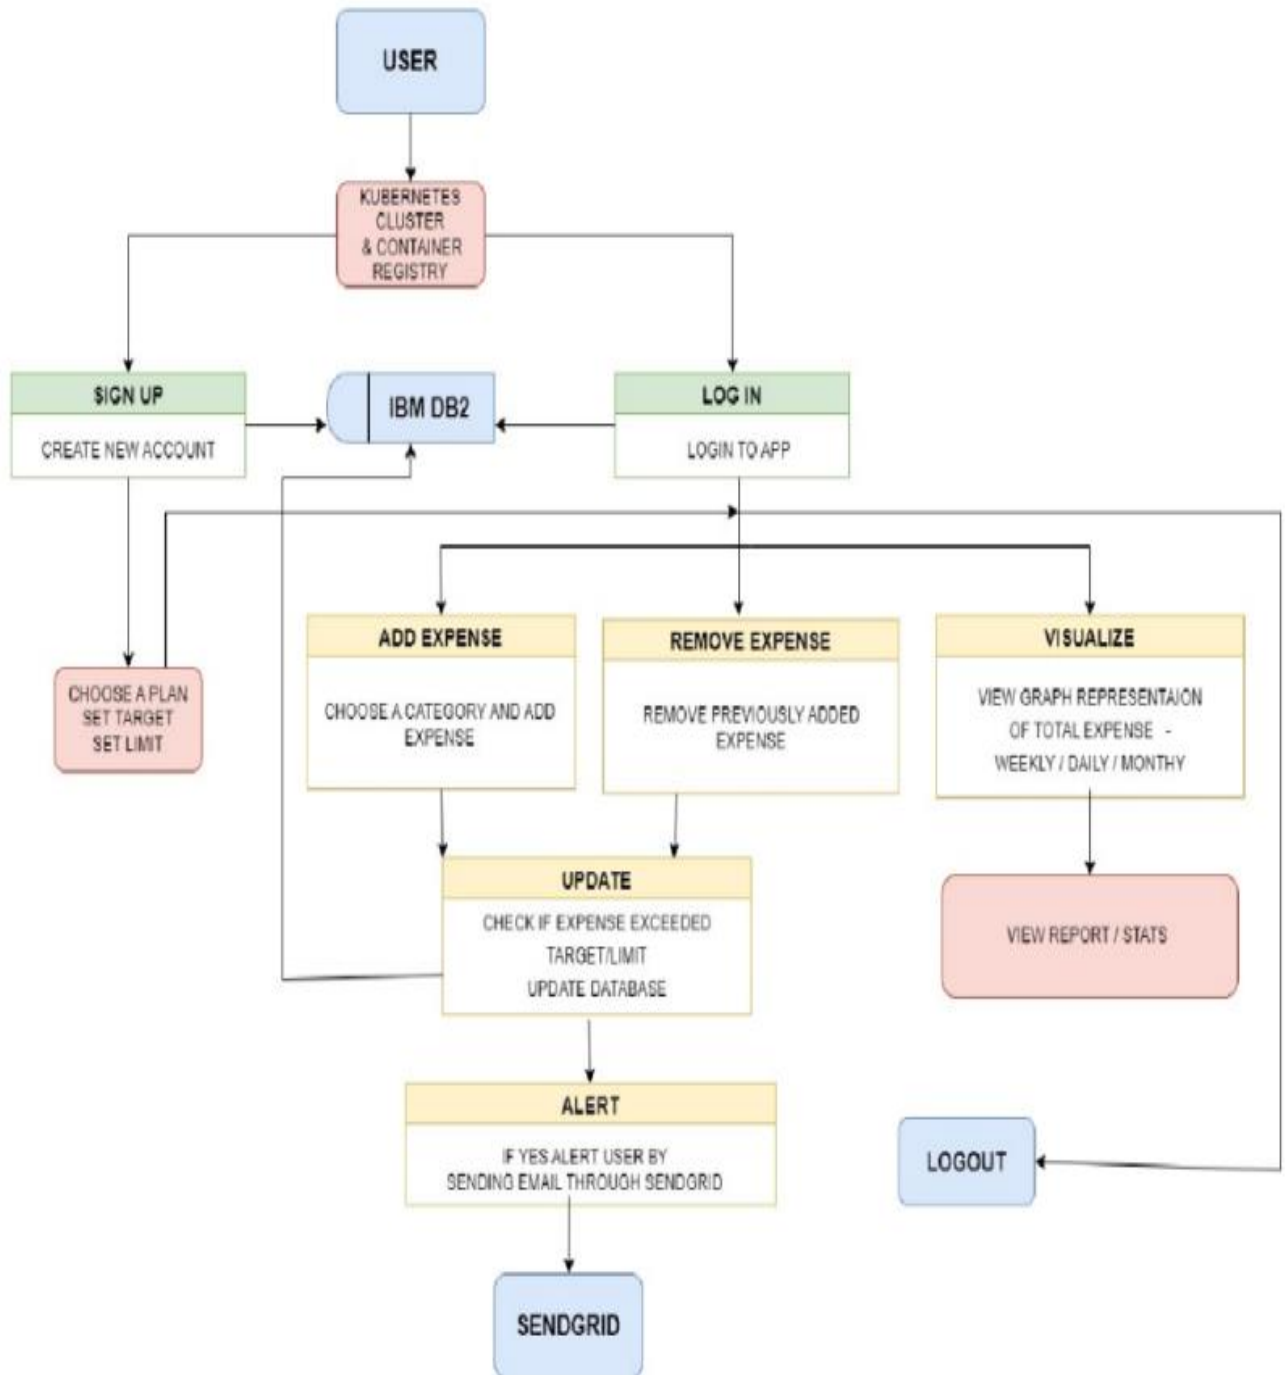 USER
KUBERNETES
CLUSTER
& CONTAINER
REGISTRY
SIGN UP
CREATE NEW ACCOUNT
IBM DB2
LOG IN
LOGIN TO APP
CHOOSE A PLAN
SET TARGET
SET LIMIT
ADD EXPENSE
CHOOSE A CATEGORY AND ADD
EXPENSE
REMOVE EXPENSE
REMOVE PREVIOUSLY ADDED
EXPENSE
VISUALIZE
VIEW GRAPH REPRESENTAION
OF TOTAL EXPENSE -
WEEKLY / DAILY / MONTHY
UPDATE
CHECK IF EXPENSE EXCEEDED
TARGET/LIMIT
UPDATE DATABASE
VIEW REPORT / STATS
ALERT
IF YES ALERT USER BY
SENDING EMAIL THROUGH SENDGRID
LOGOUT
SENDGRID